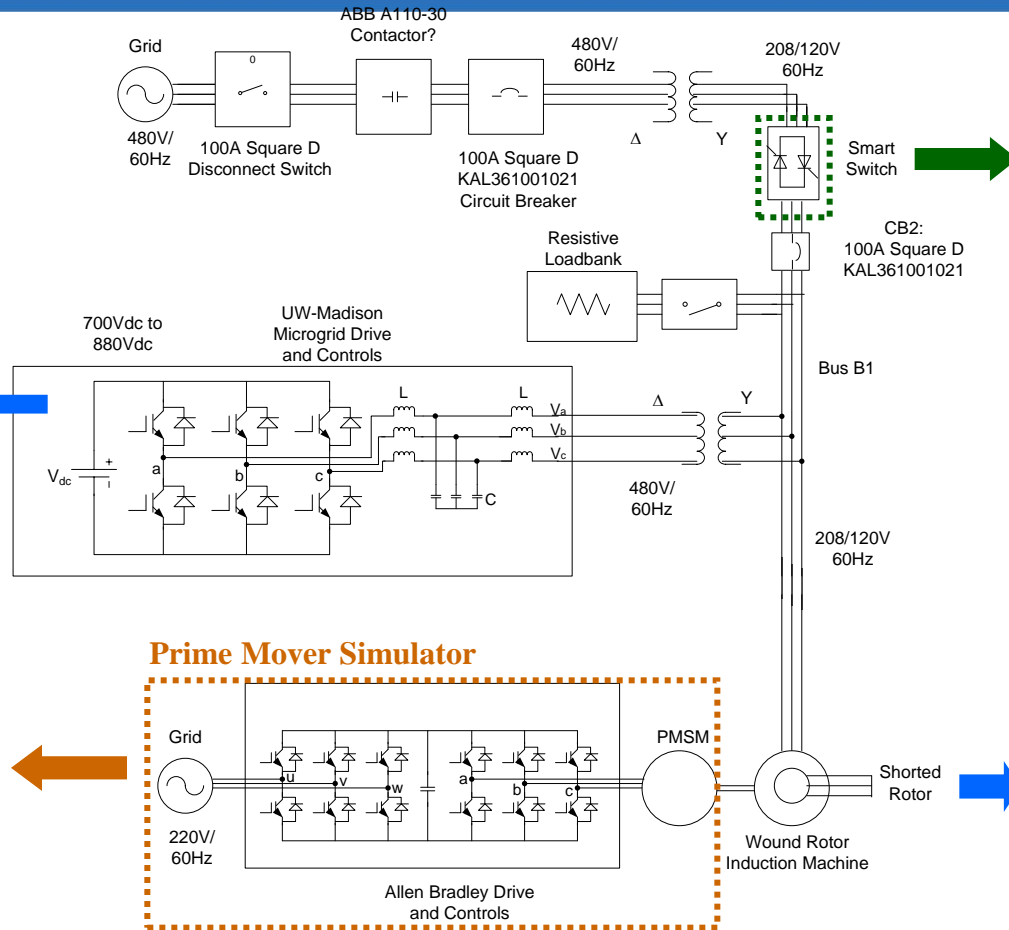 ABB A110-30
Contactor?
Grid
480V/
60Hz
208/120V
60Hz
0
480V/
60Hz
100A Square D
Disconnect Switch
100A Square D
KAL361001021
Circuit Breaker
Δ
Y
Smart
Switch
CB2:
100A Square D
KAL361001021
Resistive
Loadbank
UW-Madison
Microgrid Drive
and Controls
700Vdc to
880Vdc
Bus B1
L
L
Va
Vb
Vc
Δ
Y
a
b
c
Vdc
+
-
C
480V/
60Hz
208/120V
60Hz
Prime Mover Simulator
Grid
PMSM
u
v
w
a
b
c
Shorted
Rotor
220V/
60Hz
Wound Rotor
Induction Machine
Allen Bradley Drive
and Controls